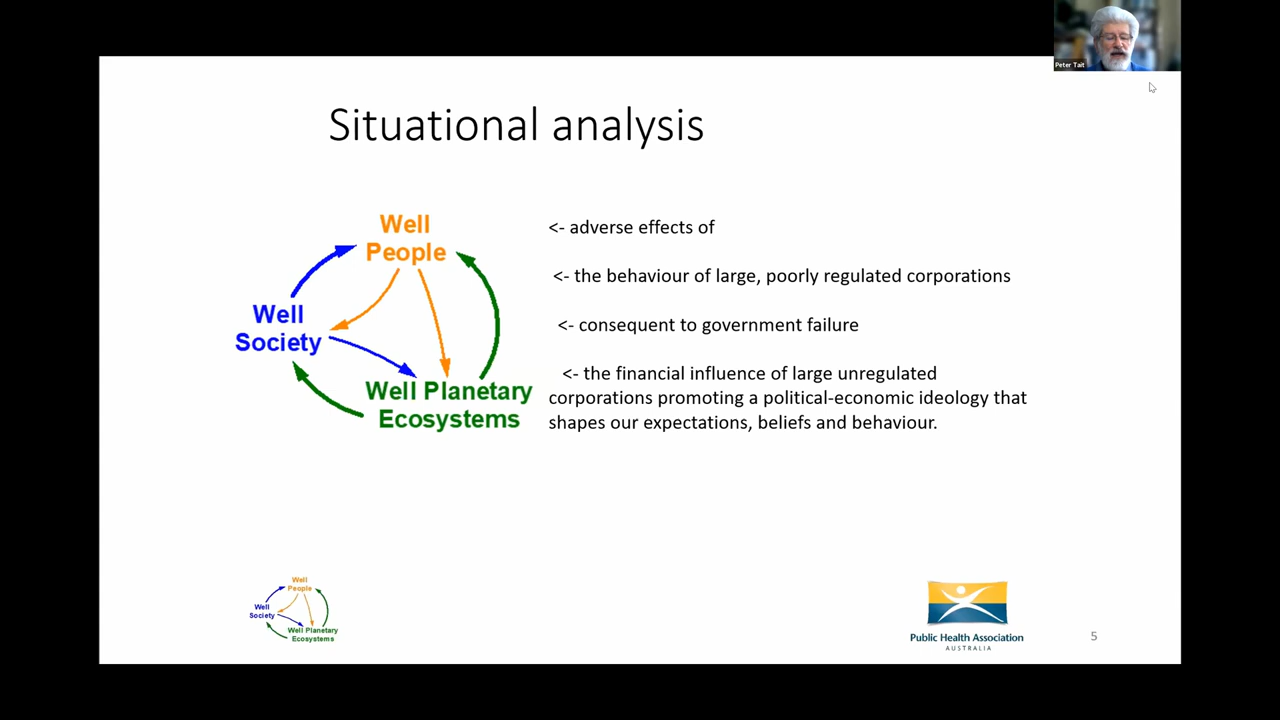 Peter Tait
Situational analysis
Well
People
Well
Society
Well Planetary
Ecosystems
<- adverse effects of
<- the behaviour of large, poorly regulated corporations
<- consequent to government failure
<- the financial influence of large unregulated
corporations promoting a political-economic ideology that
shapes our expectations, beliefs and behaviour.
Well
People
Well
Society
Well Planetary
Ecosystems
Public Health Association
AUSTRALIA
5